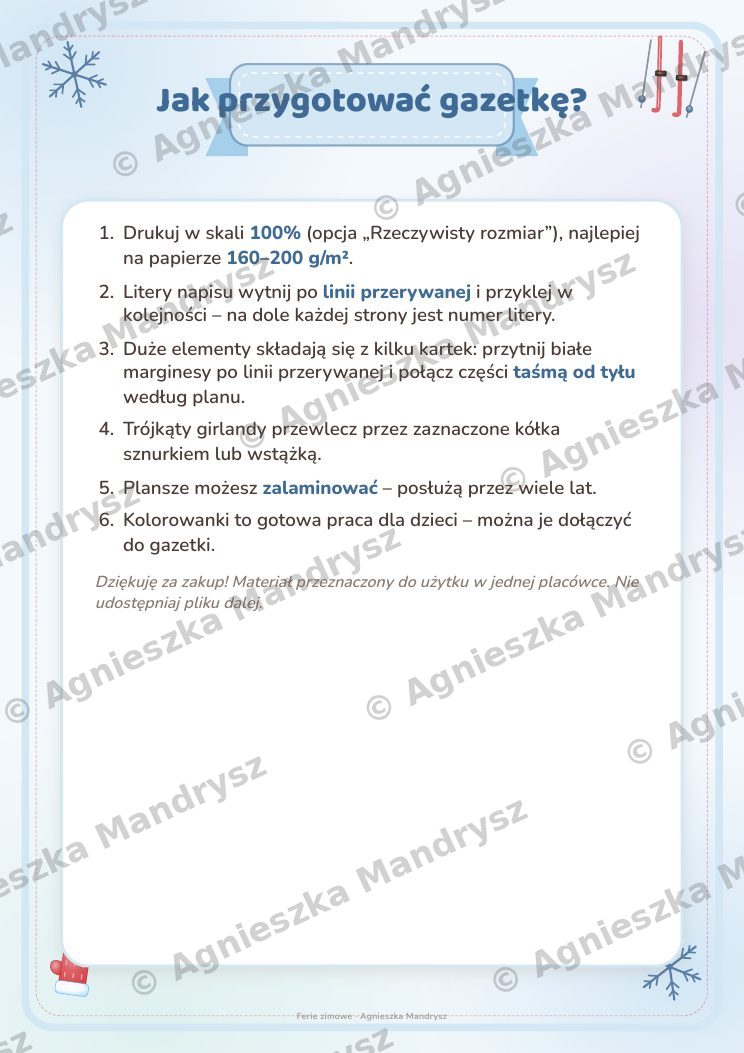 Jak przygotować gazetkę?
1. Drukuj w skali 100% (opcja „Rzeczywisty rozmiar”), najlepiej
na papierze 160–200 g/m².
2. Litery napisu wytnij po linii przerywanej i przyklej w
kolejności – na dole każdej strony jest numer litery.
3. Duże elementy składają się z kilku kartek: przytnij białe
marginesy po linii przerywanej i połącz części taśmą od tyłu
według planu.
4. Trójkąty girlandy przewlecz przez zaznaczone kółka
sznurkiem lub wstążką.
5. Plansze możesz zalaminować – posłużą przez wiele lat.
6. Kolorowanki to gotowa praca dla dzieci – można je dołączyć
do gazetki.
Dziękuję za zakup! Materiał przeznaczony do użytku w jednej placówce. Nie
udostępniaj pliku dalej.
Ferie zimowe · Agnieszka Mandrysz
© Agnieszka Mandrysz